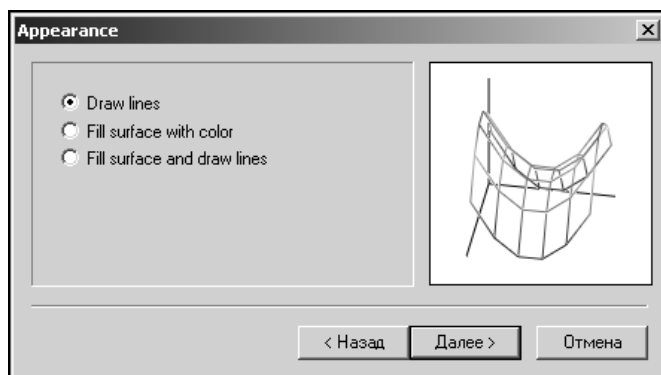 Appearance
Draw lines
Fill surface with color
Fill surface and draw lines
< Назад
Далее >
Отмена